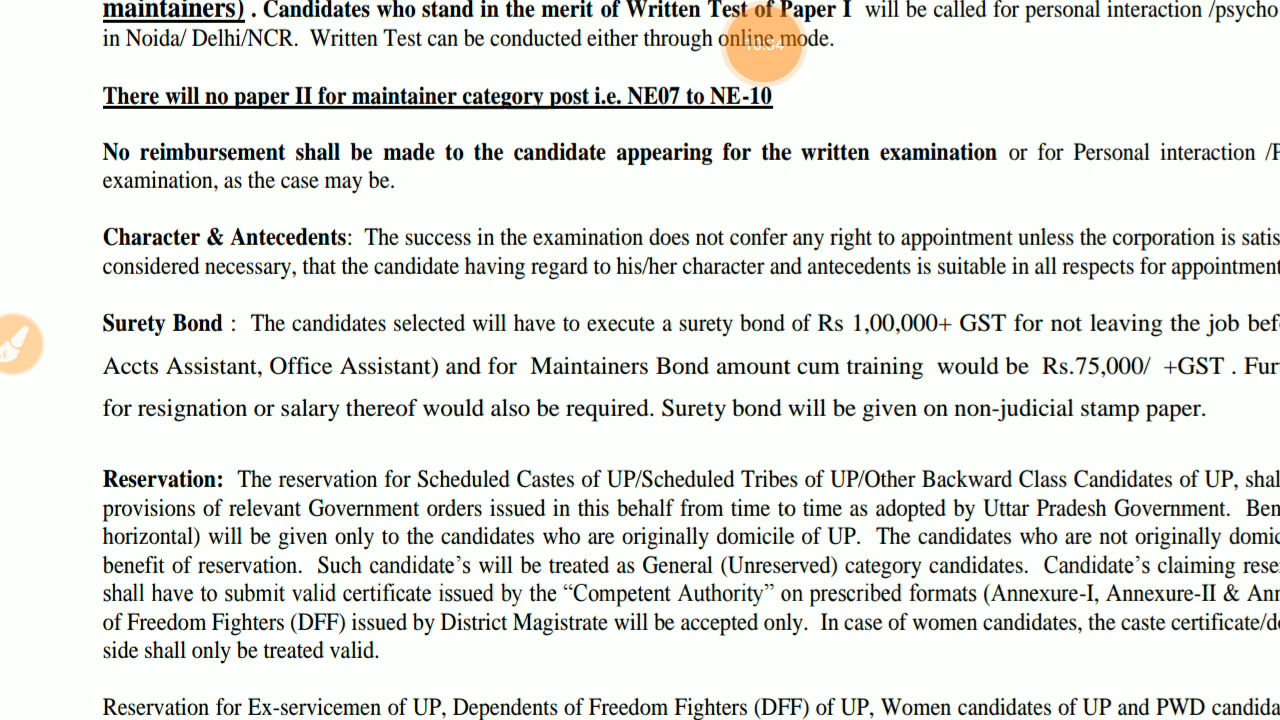 maintainers) . Candidates who stand in the merit of Written Test of Paper I will be called for personal interaction /psycho
in Noida/ Delhi/NCR. Written Test can be conducted either through online mode.
There will no paper II for maintainer category post i.e. NE07 to NE-10
No reimbursement shall be made to the candidate appearing for the written examination or for Personal interaction /P
examination, as the case may be.
Character & Antecedents: The success in the examination does not confer any right to appointment unless the corporation is satis
considered necessary, that the candidate having regard to his/her character and antecedents is suitable in all respects for appointment
Surety Bond : The candidates selected will have to execute a surety bond of Rs 1,00,000+ GST for not leaving the job bef
Accts Assistant, Office Assistant) and for Maintainers Bond amount cum training would be Rs.75,000/ +GST . Fur
for resignation or salary thereof would also be required. Surety bond will be given on non-judicial stamp paper.
Reservation: The reservation for Scheduled Castes of UP/Scheduled Tribes of UP/Other Backward Class Candidates of UP, shal
provisions of relevant Government orders issued in this behalf from time to time as adopted by Uttar Pradesh Government. Ben
horizontal) will be given only to the candidates who are originally domicile of UP. The candidates who are not originally domic
benefit of reservation. Such candidate's will be treated as General (Unreserved) category candidates. Candidate's claiming rese
shall have to submit valid certificate issued by the “Competent Authority” on prescribed formats (Annexure-I, Annexure-II & Ann
of Freedom Fighters (DFF) issued by District Magistrate will be accepted only. In case of women candidates, the caste certificate/d
side shall only be treated valid.
Reservation for Ex-servicemen of UP, Dependents of Freedom Fighters (DFF) of UP, Women candidates of UP and PWD candida